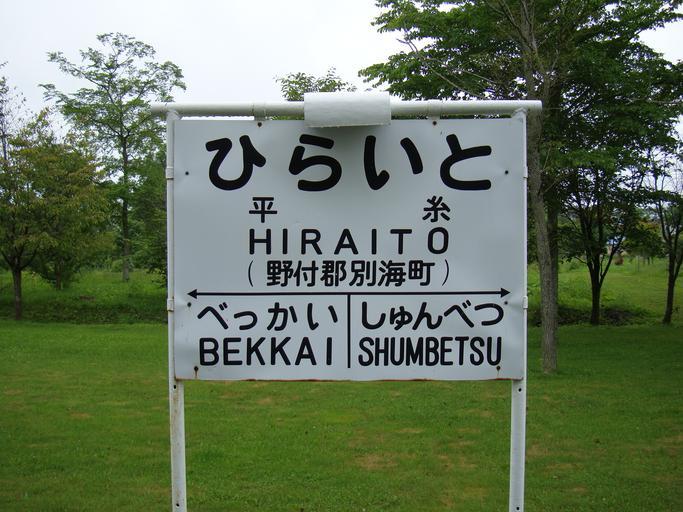 ひらいと
平糸
HIRAITO
(野付郡別海町)
べっかい しゅんべつ
BEKKAI SHUMBETSU